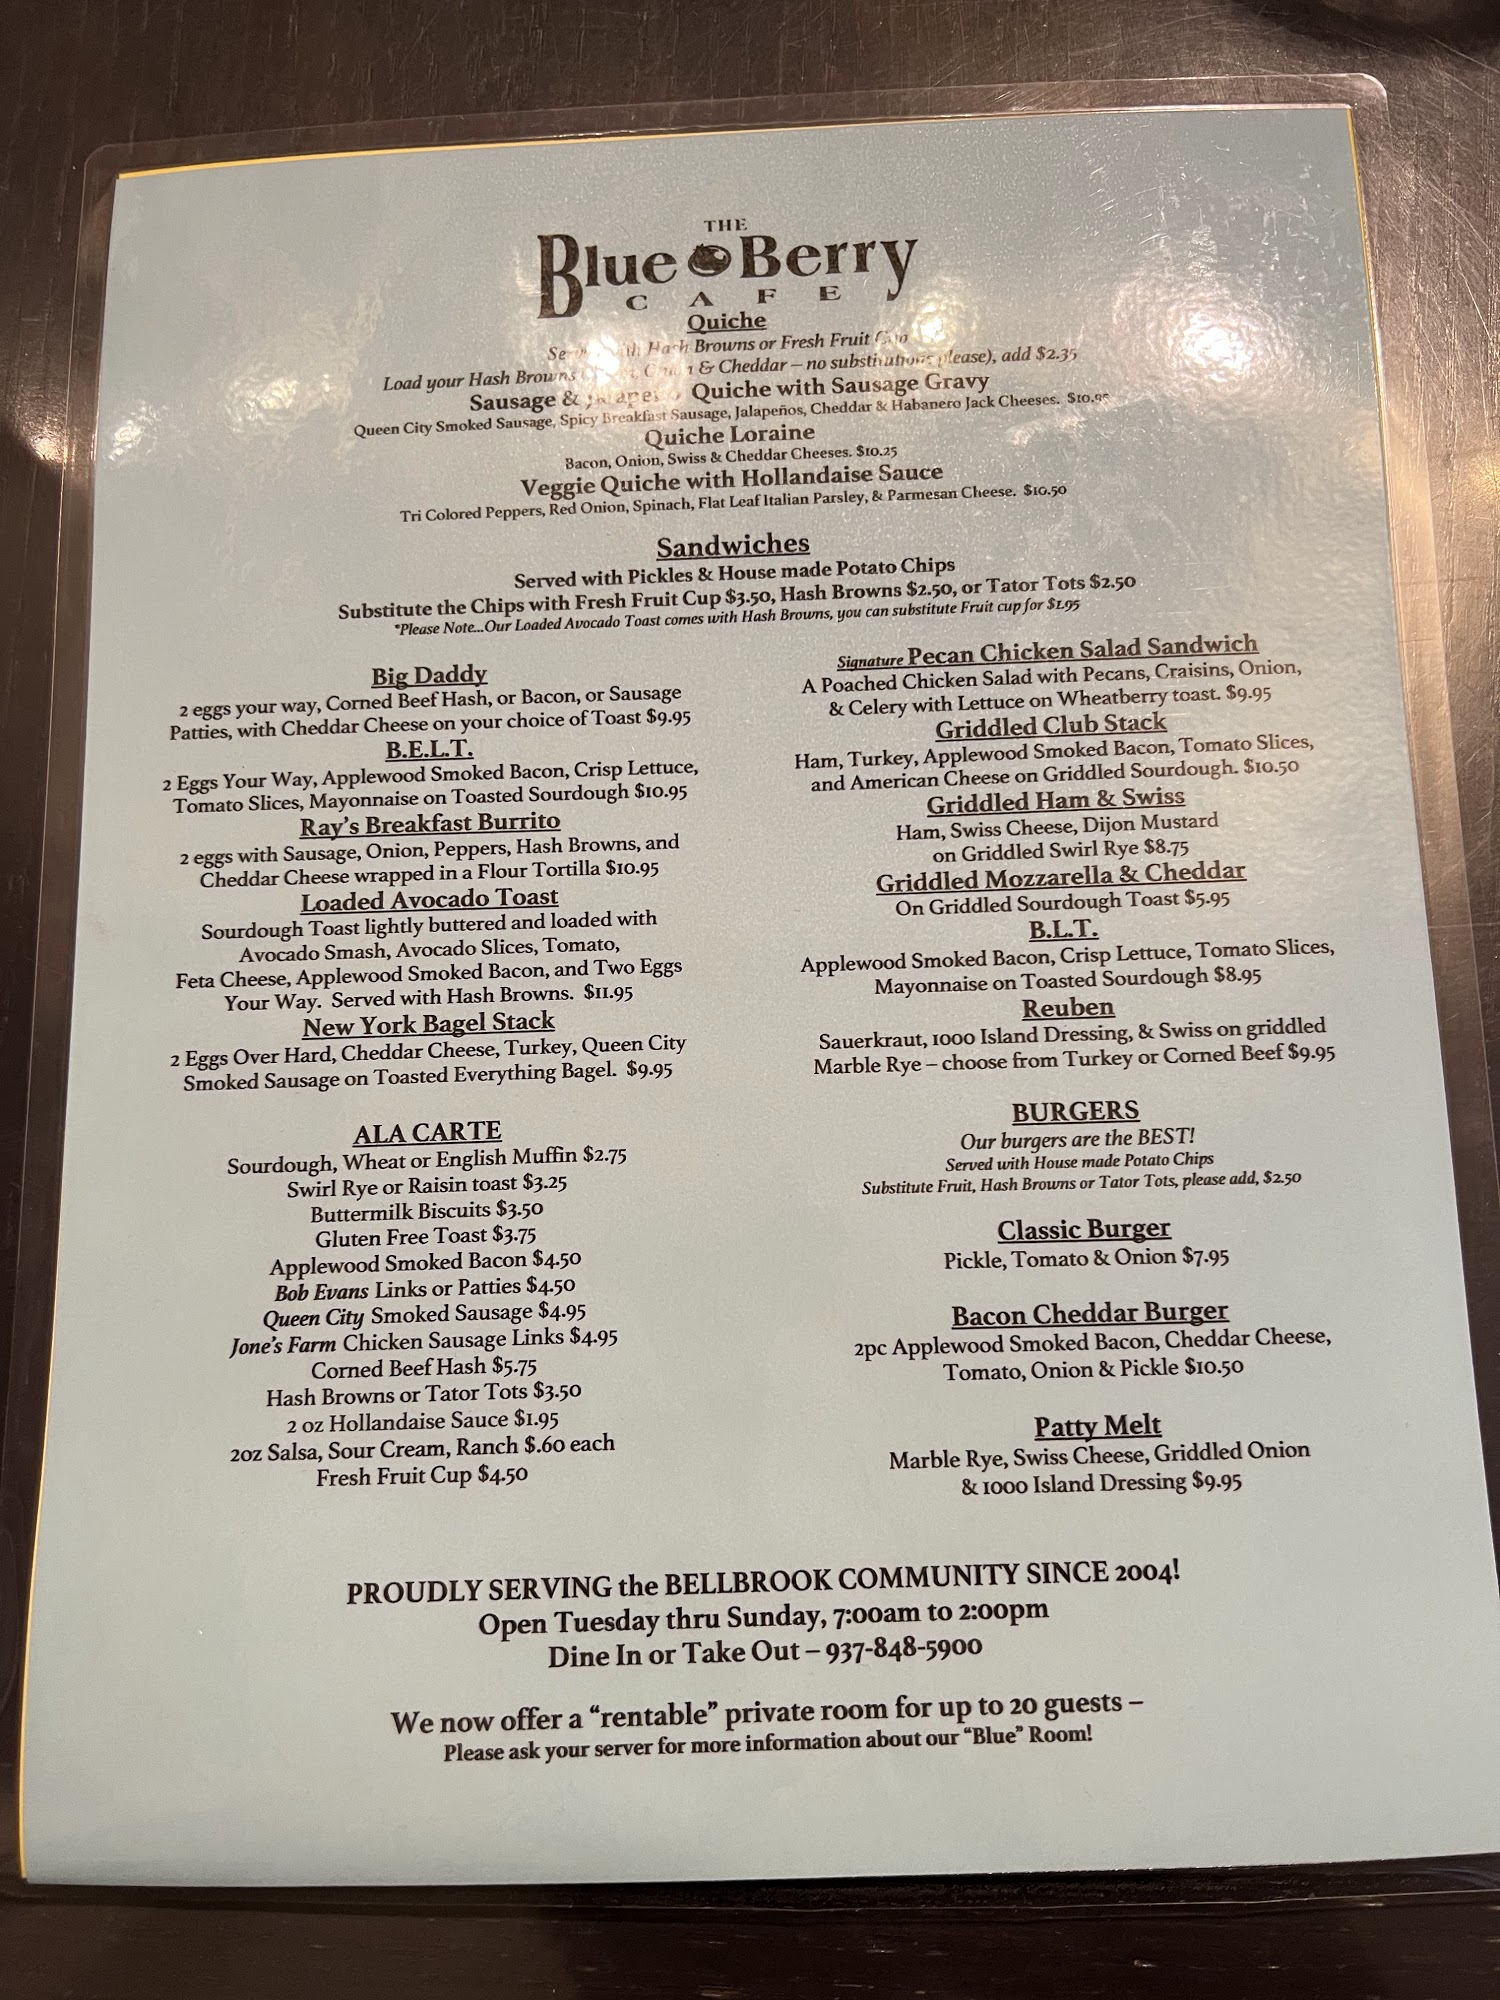 THE
Blue Berry
CAFE
Quiche
Hash Browns or Fresh Fruit
Load your Hash Browns & Cheddar – no substitutions please), add $2.35
Sausage & Quiche with Sausage Gravy
Queen City Smoked Sausage, Spicy Breakfast Sausage, Jalapeños, Cheddar & Habanero Jack Cheeses. $10.95
Quiche Loraine
Bacon, Onion, Swiss & Cheddar Cheeses. $10.25
Veggie Quiche with Hollandaise Sauce
Tri Colored Peppers, Red Onion, Spinach, Flat Leaf Italian Parsley, & Parmesan Cheese. $10.50
Sandwiches
Served with Pickles & House made Potato Chips
Substitute the Chips with Fresh Fruit Cup $3.50, Hash Browns $2.50, or Tator Tots $2.50
*Please Note...Our Loaded Avocado Toast comes with Hash Browns, you can substitute Fruit cup for $1.95
Big Daddy
2 eggs your way, Corned Beef Hash, or Bacon, or Sausage
Patties, with Cheddar Cheese on your choice of Toast $9.95
B.E.L.T.
2 Eggs Your Way, Applewood Smoked Bacon, Crisp Lettuce,
Tomato Slices, Mayonnaise on Toasted Sourdough $10.95
Ray's Breakfast Burrito
2 eggs with Sausage, Onion, Peppers, Hash Browns, and
Cheddar Cheese wrapped in a Flour Tortilla $10.95
Loaded Avocado Toast
Sourdough Toast lightly buttered and loaded with
Avocado Smash, Avocado Slices, Tomato,
Feta Cheese, Applewood Smoked Bacon, and Two Eggs
Your Way. Served with Hash Browns. $11.95
New York Bagel Stack
2 Eggs Over Hard, Cheddar Cheese, Turkey, Queen City
Smoked Sausage on Toasted Everything Bagel. $9.95
ALA CARTE
Sourdough, Wheat or English Muffin $2.75
Swirl Rye or Raisin toast $3.25
Buttermilk Biscuits $3.50
Gluten Free Toast $3.75
Applewood Smoked Bacon $4.50
Bob Evans Links or Patties $4.50
Queen City Smoked Sausage $4.95
Jone's Farm Chicken Sausage Links $4.95
Corned Beef Hash $5.75
Hash Browns or Tator Tots $3.50
2 oz Hollandaise Sauce $1.95
2oz Salsa, Sour Cream, Ranch $.60 each
Fresh Fruit Cup $4.50
Signature Pecan Chicken Salad Sandwich
A Poached Chicken Salad with Pecans, Craisins, Onion,
& Celery with Lettuce on Wheatberry toast. $9.95
Griddled Club Stack
Ham, Turkey, Applewood Smoked Bacon, Tomato Slices,
and American Cheese on Griddled Sourdough. $10.50
Griddled Ham & Swiss
Ham, Swiss Cheese, Dijon Mustard
on Griddled Swirl Rye $8.75
Griddled Mozzarella & Cheddar
On Griddled Sourdough Toast $5.95
B.L.T.
Applewood Smoked Bacon, Crisp Lettuce, Tomato Slices,
Mayonnaise on Toasted Sourdough $8.95
Reuben
Sauerkraut, 1000 Island Dressing, & Swiss on griddled
Marble Rye – choose from Turkey or Corned Beef $9.95
BURGERS
Our burgers are the BEST!
Served with House made Potato Chips
Substitute Fruit, Hash Browns or Tator Tots, please add, $2.50
Classic Burger
Pickle, Tomato & Onion $7.95
Bacon Cheddar Burger
2pc Applewood Smoked Bacon, Cheddar Cheese,
Tomato, Onion & Pickle $10.50
Patty Melt
Marble Rye, Swiss Cheese, Griddled Onion
& 1000 Island Dressing $9.95
PROUDLY SERVING the BELLBROOK COMMUNITY SINCE 2004!
Open Tuesday thru Sunday, 7:00am to 2:00pm
Dine In or Take Out – 937-848-5900
We now offer a “rentable” private room for up to 20 guests –
Please ask your server for more information about our “Blue” Room!